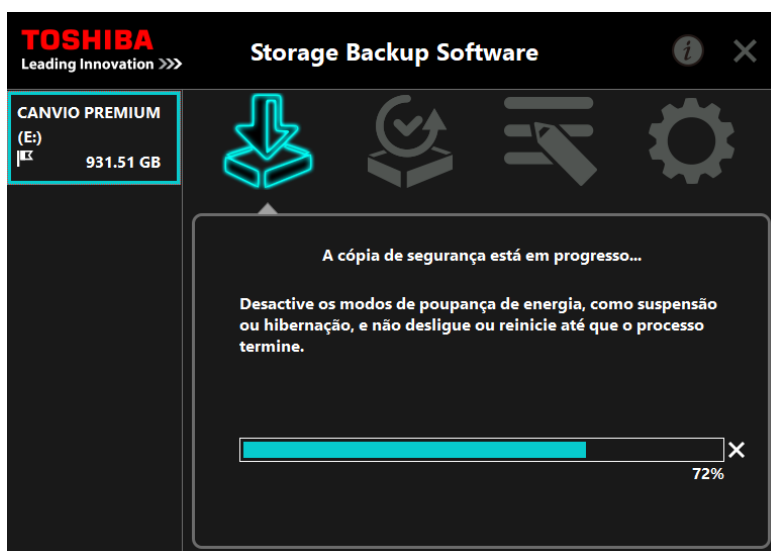 TOSHIBA
Leading Innovation >>>
Storage Backup Software
i
CANVIO PREMIUM
(E:)
931.51 GB
A cópia de segurança está em progresso...
Desactive os modos de poupança de energia, como suspensão
ou hibernação, e não desligue ou reinicie até que o processo
termine.
72%